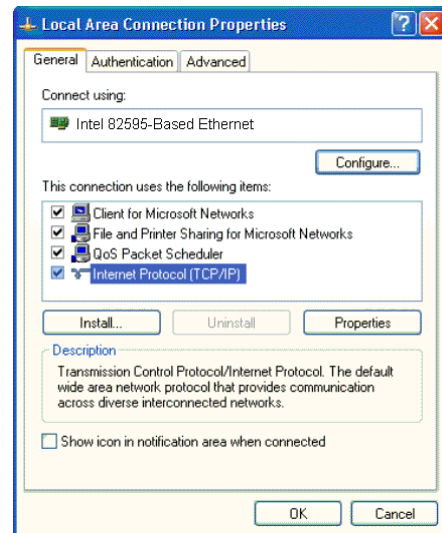 Local Area Connection Properties
General Authentication Advanced
Connect using:
Intel 82595-Based Ethernet
Configure...
This connection uses the following items:
Client for Microsoft Networks
File and Printer Sharing for Microsoft Networks
QoS Packet Scheduler
Internet Protocol (TCP/IP)
Install... Uninstall Properties
Description
Transmission Control Protocol/Internet Protocol. The default
wide area network protocol that provides communication
across diverse interconnected networks.
Show icon in notification area when connected
OK Cancel